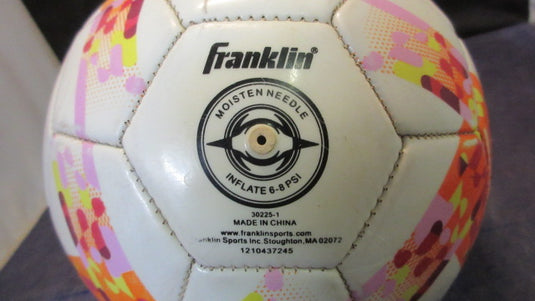 Franklin®
MOISTEN NEEDLE
INFLATE 6-8 PSI
30225-1
MADE IN CHINA
www.franklinsports.com
anklin Sports Inc. Stoughton, MA 02072
1210437245